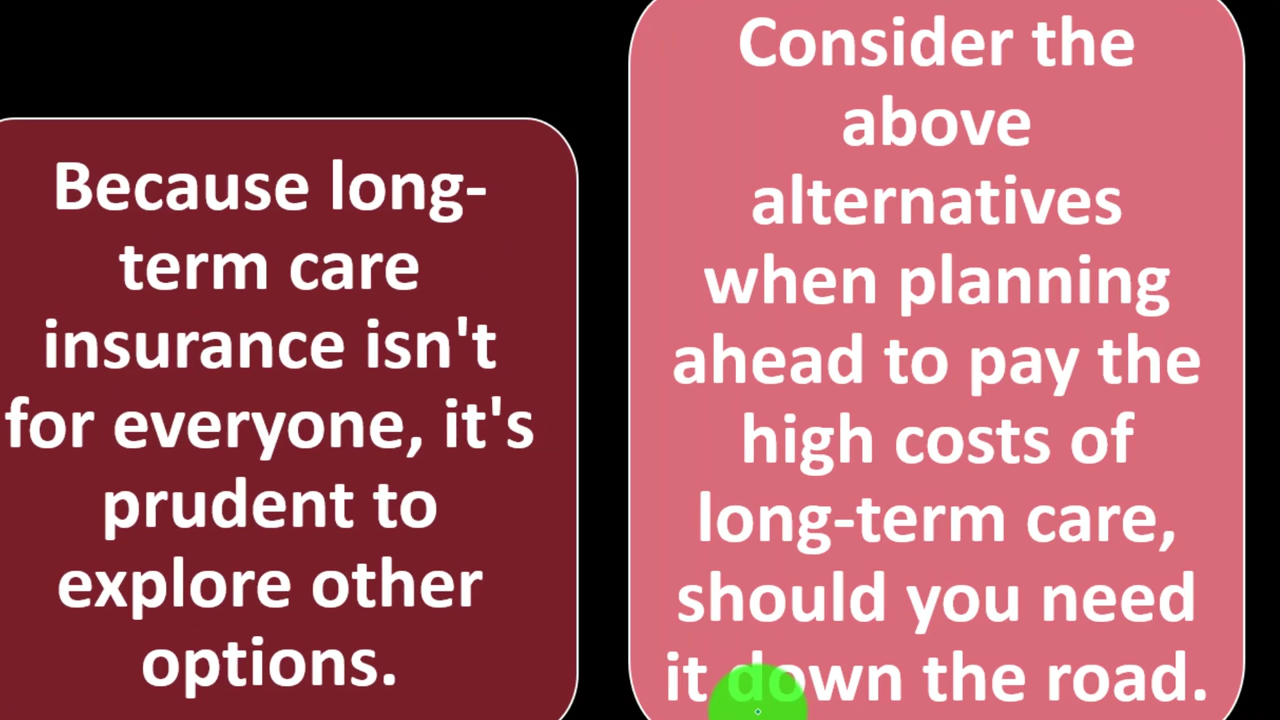 Because long-
term care
insurance isn't
for everyone, it's
prudent to
explore other
options.
Consider the
above
alternatives
when planning
ahead to pay the
high costs of
long-term care,
should you need
it down the road.